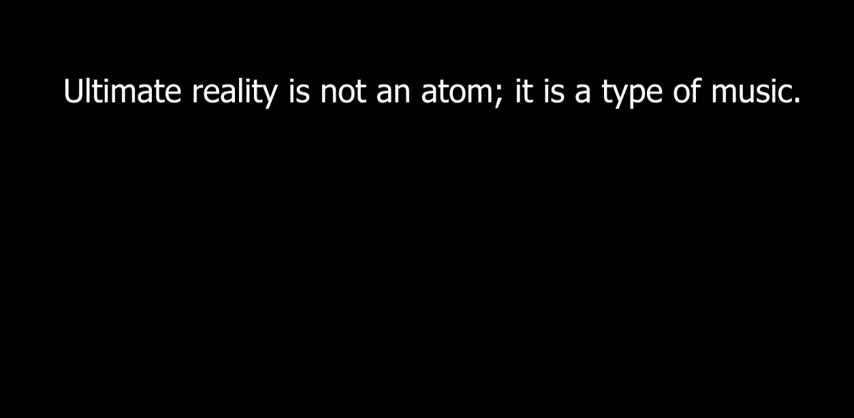 Ultimate reality is not an atom; it is a type of music.